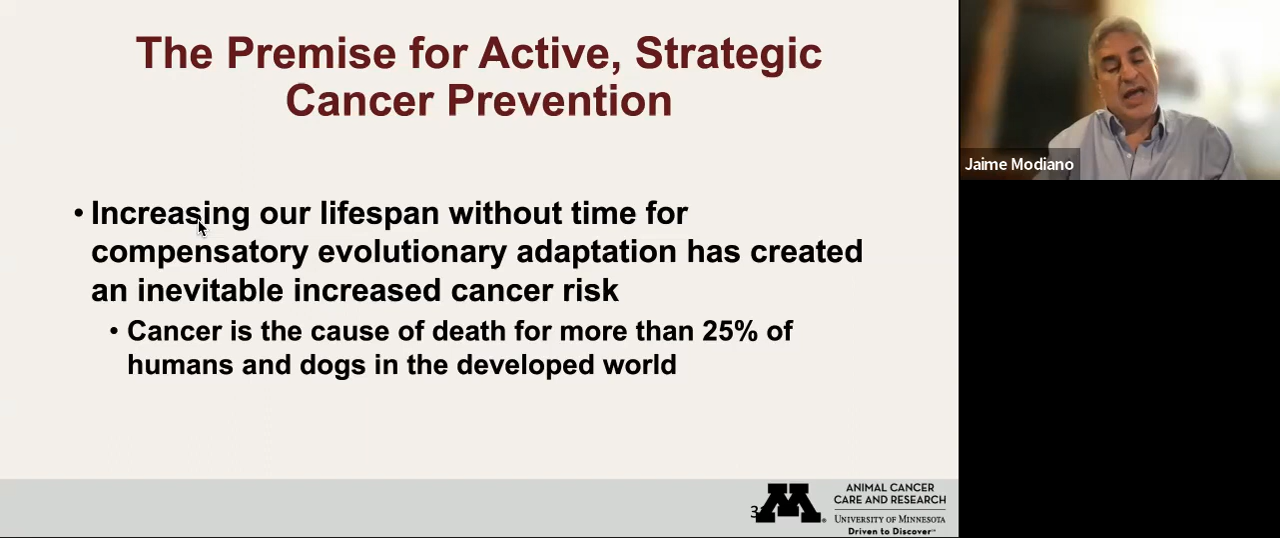 The Premise for Active, Strategic
Cancer Prevention
• Increasing our lifespan without time for
compensatory evolutionary adaptation has created
an inevitable increased cancer risk
• Cancer is the cause of death for more than 25% of
humans and dogs in the developed world
Jaime Modiano
ANIMAL CANCER
CARE AND RESEARCH
UNIVERSITY OF MINNESOTA
Driven to Discover℠